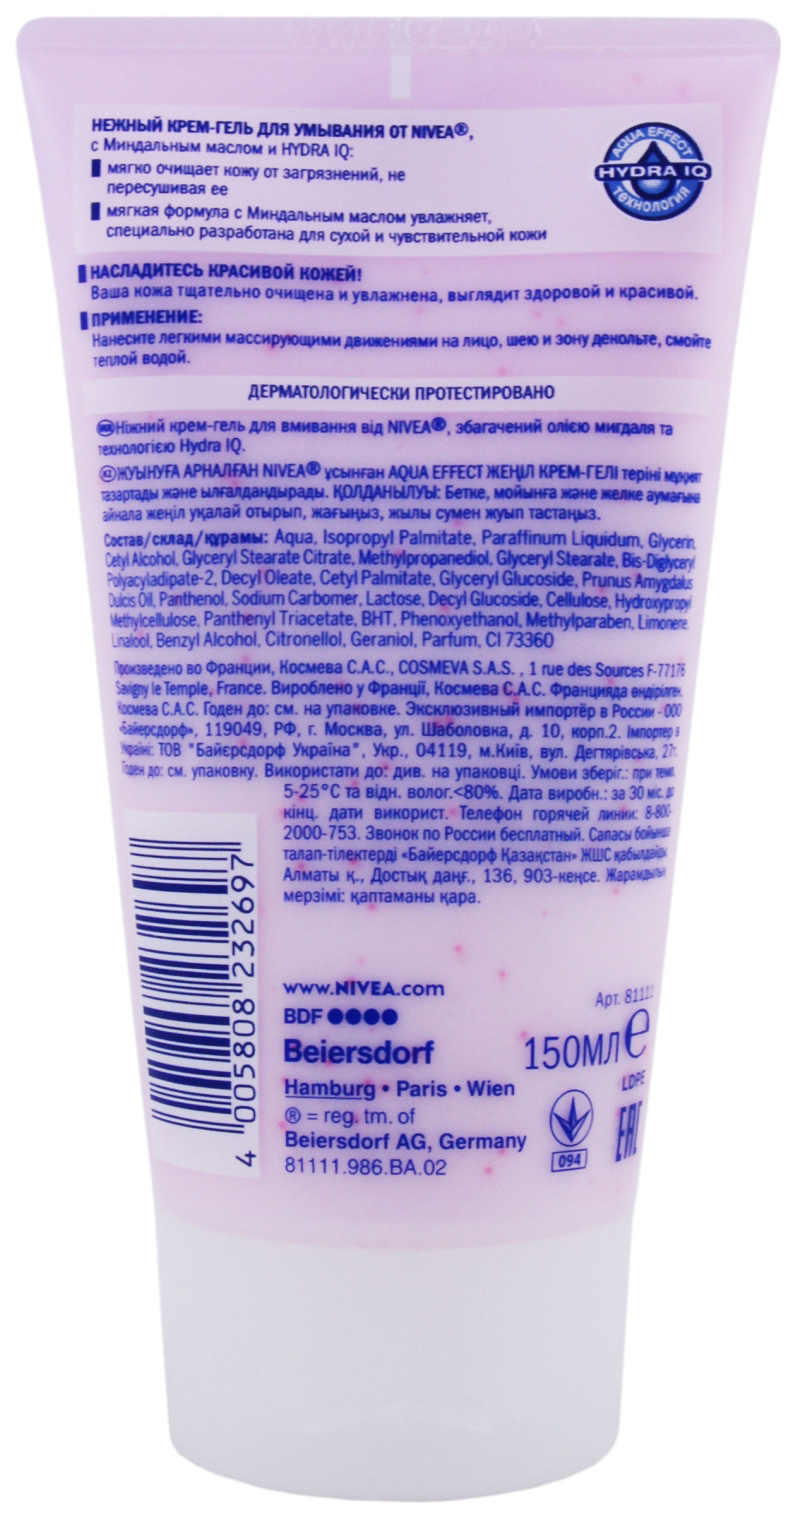 НЕЖНЫЙ КРЕМ-ГЕЛЬ ДЛЯ УМЫВАНИЯ ОТ NIVEA®,
с Миндальным маслом и HYDRA IQ:
мягко очищает кожу от загрязнений, не
пересушивая ее
мягкая формула с Миндальным маслом увлажняет,
специально разработана для сухой и чувствительной кожи
AQUA EFFECT
HYDRA IQ
ТЕХНОЛОГИЯ
НАСЛАДИТЕСЬ КРАСИВОЙ КОЖЕЙ!
Ваша кожа тщательно очищена и увлажнена, выглядит здоровой и красивой.
ПРИМЕНЕНИЕ:
Нанесите легкими массирующими движениями на лицо, шею и зону декольте, смойте
теплой водой.
ДЕРМАТОЛОГИЧЕСКИ ПРОТЕСТИРОВАНО
Ніжний крем-гель для вмивання від NIVEA®, збагачений олією мигдаля та
технологією Hydra IQ.
KZ ЖУЫНУҒА АРНАЛҒАН NIVEA® ұсынған AQUA EFFECT ЖЕҢІЛ КРЕМ-ГЕЛІ теріні мұқият
тазартады және ылғалдандырады. ҚОЛДАНЫЛУЫ: Бетке, мойынға және желке аумағына
айнала жеңіл уқалай отырып, жағыңыз, жылы сумен жуып тастаңыз.
Состав/склад/құрамы: Aqua, Isopropyl Palmitate, Paraffinum Liquidum, Glycerin,
Cetyl Alcohol, Glyceryl Stearate Citrate, Methylpropanediol, Glyceryl Stearate, Bis-Diglyceryl
Polyacyladipate-2, Decyl Oleate, Cetyl Palmitate, Glyceryl Glucoside, Prunus Amygdalus
Dulcis Oil, Panthenol, Sodium Carbomer, Lactose, Decyl Glucoside, Cellulose, Hydroxypropyl
Methylcellulose, Panthenyl Triacetate, BHT, Phenoxyethanol, Methylparaben, Limonene,
Linalool, Benzyl Alcohol, Citronellol, Geraniol, Parfum, CI 73360
Произведено во Франции, Космева С.А.С., COSMEVA S.A.S. , 1 rue des Sources F-77176
Savigny le Temple, France. Вироблено у Франції, Космева С.А.С. Францияда өндірілген,
Космева С.А.С. Годен до: см. на упаковке. Эксклюзивный импортёр в России - ООО
«Байерсдорф», 119049, РФ, г. Москва, ул. Шаболовка, д. 10, корп.2. Імпортер в
Україні: ТОВ "Байєрсдорф Україна", Укр., 04119, м.Київ, вул. Дегтярівська, 27т.
Годен до: см. упаковку. Використати до: див. на упаковці. Умови зберіг.: при темп.
5-25°С та відн. волог.<80%. Дата виробн.: за 30 міс. до
кінц. дати використ. Телефон горячей линии: 8-800-
2000-753. Звонок по России бесплатный. Сапасы бойынша
талап-тілектерді «Байерсдорф Қазақстан» ЖШС қабылдайды
Алматы қ., Достық даңғ., 136, 903-кеңсе. Жарамдылық
мерзімі: қаптаманы қара.
4 005808 232697
www.NIVEA.com
BDF
Beiersdorf
Hamburg • Paris • Wien
® = reg. tm. of
Beiersdorf AG, Germany
81111.986.BA.02
Арт. 81111
150МЛ e
LDPE
094
EAC